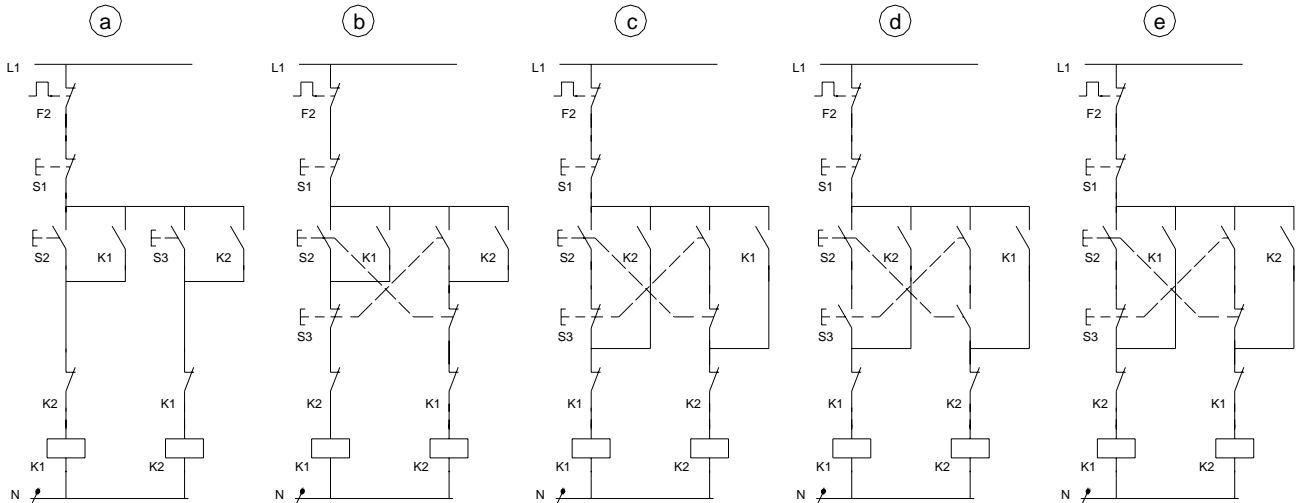 a b c d e
L1 L1 L1 L1 L1
F2 F2 F2 F2 F2
S1 S1 S1 S1 S1
S2 K1 S3 K2 S2 K1 K2 S2 K2 K1 S2 K2 K1 S2 K1 K2
S3 S3 S3 S3
K2 K1 K2 K1 K1 K2 K1 K2 K2 K1
K1 K2 K1 K2 K1 K2 K1 K2 K1 K2
N N N N N